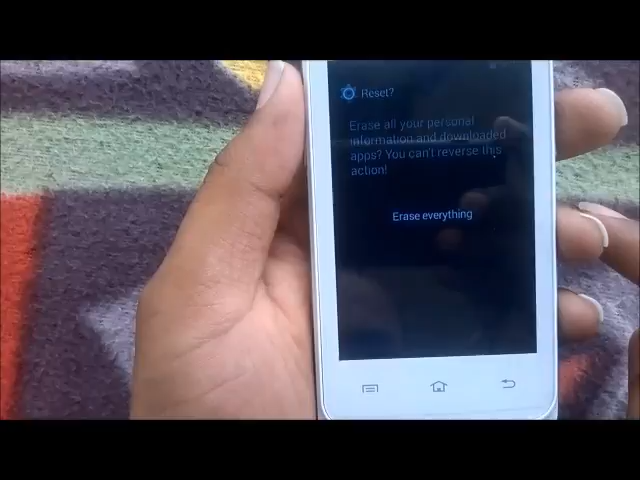 Reset?
Erase all your personal
information and downloaded
apps? You can't reverse this
action!
Erase everything